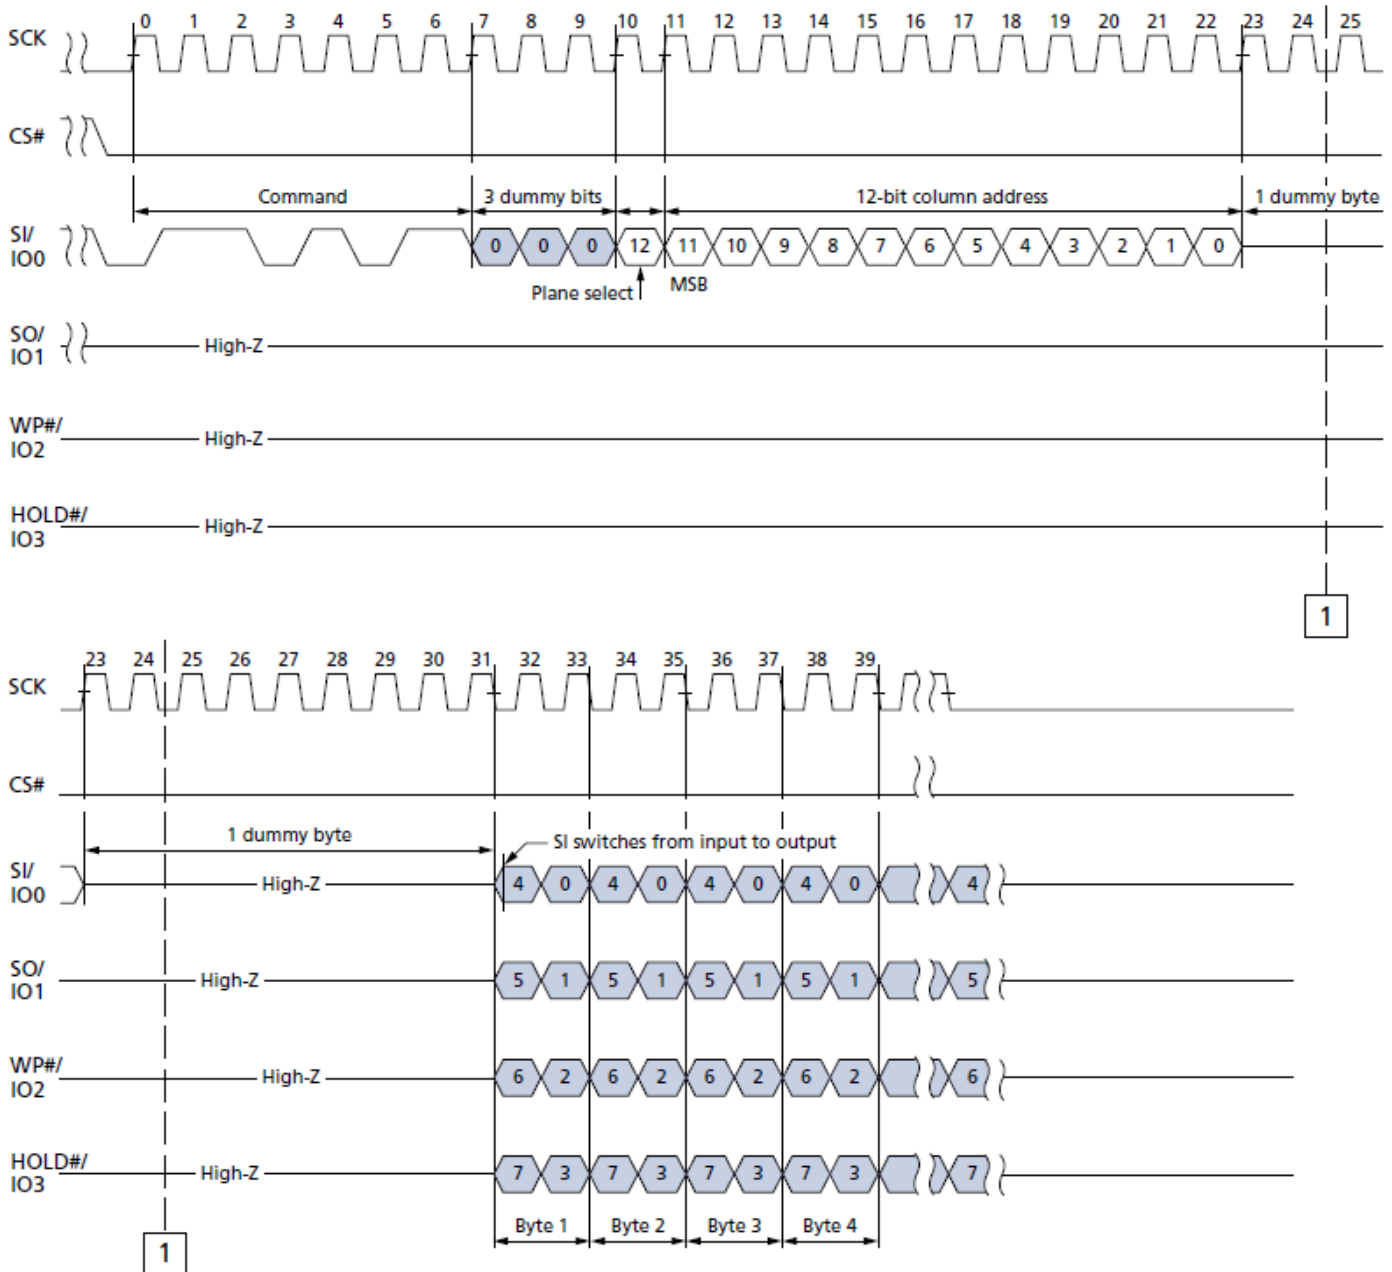 0 1 2 3 4 5 6 7 8 9 10 11 12 13 14 15 16 17 18 19 20 21 22 23 24 25
SCK
CS#
Command 3 dummy bits 12-bit column address 1 dummy byte
SI/
IO0
0 0 0 12 11 10 9 8 7 6 5 4 3 2 1 0
Plane select MSB
SO/
IO1
High-Z
WP#/
IO2
High-Z
HOLD#/
IO3
High-Z
1
23 24 25 26 27 28 29 30 31 32 33 34 35 36 37 38 39
SCK
CS#
1 dummy byte
SI switches from input to output
SI/
IO0
High-Z 4 0 4 0 4 0 4 0 4
SO/
IO1
High-Z 5 1 5 1 5 1 5 1 5
WP#/
IO2
High-Z 6 2 6 2 6 2 6 2 6
HOLD#/
IO3
High-Z 7 3 7 3 7 3 7 3 7
Byte 1 Byte 2 Byte 3 Byte 4
1